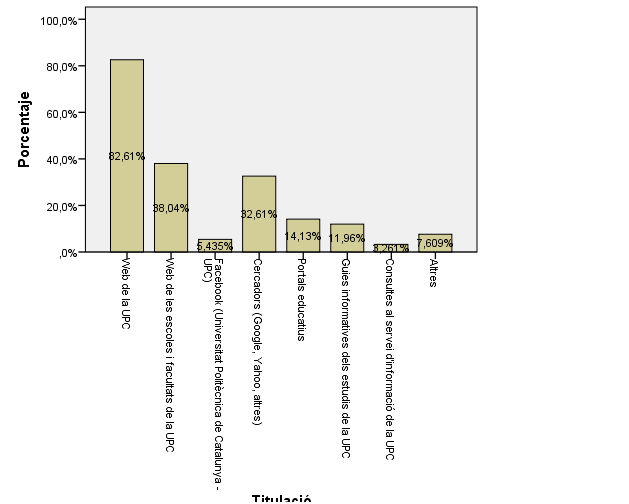 Porcentaje
100,0%
80,0%
60,0%
40,0%
20,0%
,0%
82,61%
38,04%
5,435%
32,61%
14,13%
11,96%
3,261%
7,609%
Web de la UPC
Web de les escoles i facultats de la UPC
Facebook (Universitat Politècnica de Catalunya -
UPC)
Cercadors (Google, Yahoo, altres)
Portals educatius
Guies informatives dels estudis de la UPC
Consultes al servei d'informació de la UPC
Altres
Titulació